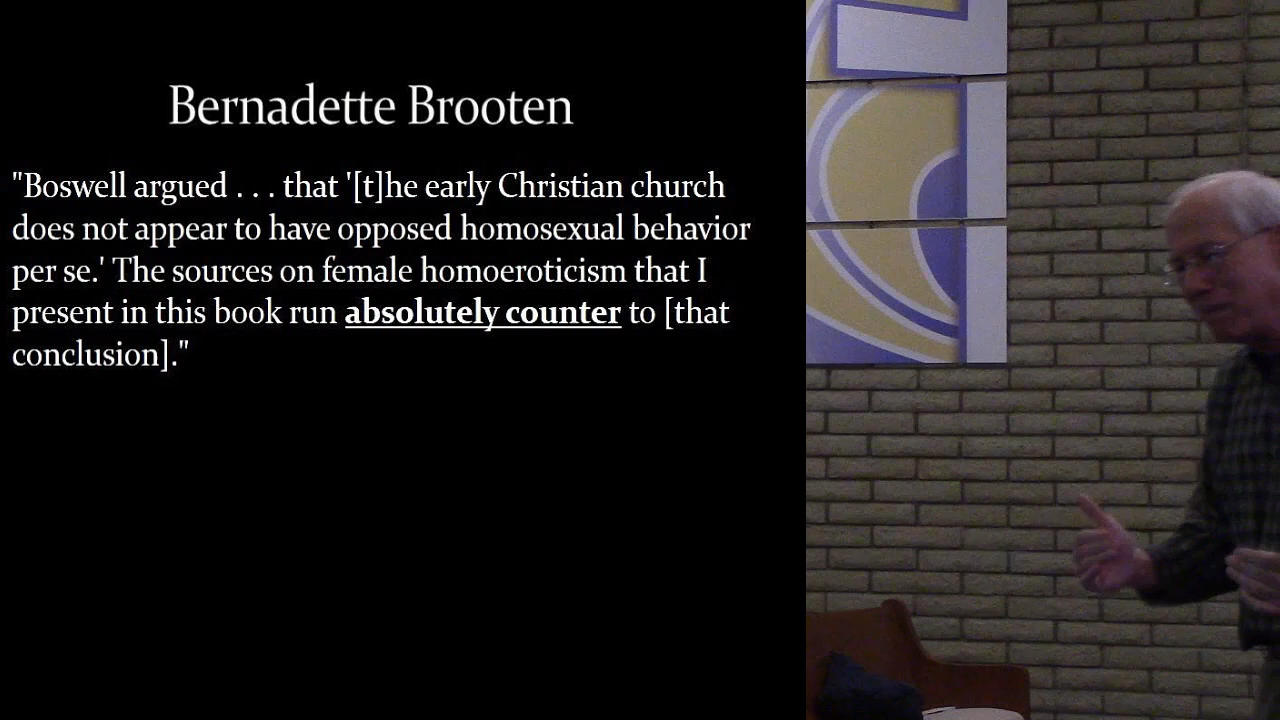 Bernadette Brooten
"Boswell argued . . . that '[t]he early Christian church
does not appear to have opposed homosexual behavior
per se.' The sources on female homoeroticism that I
present in this book run absolutely counter to [that
conclusion]."